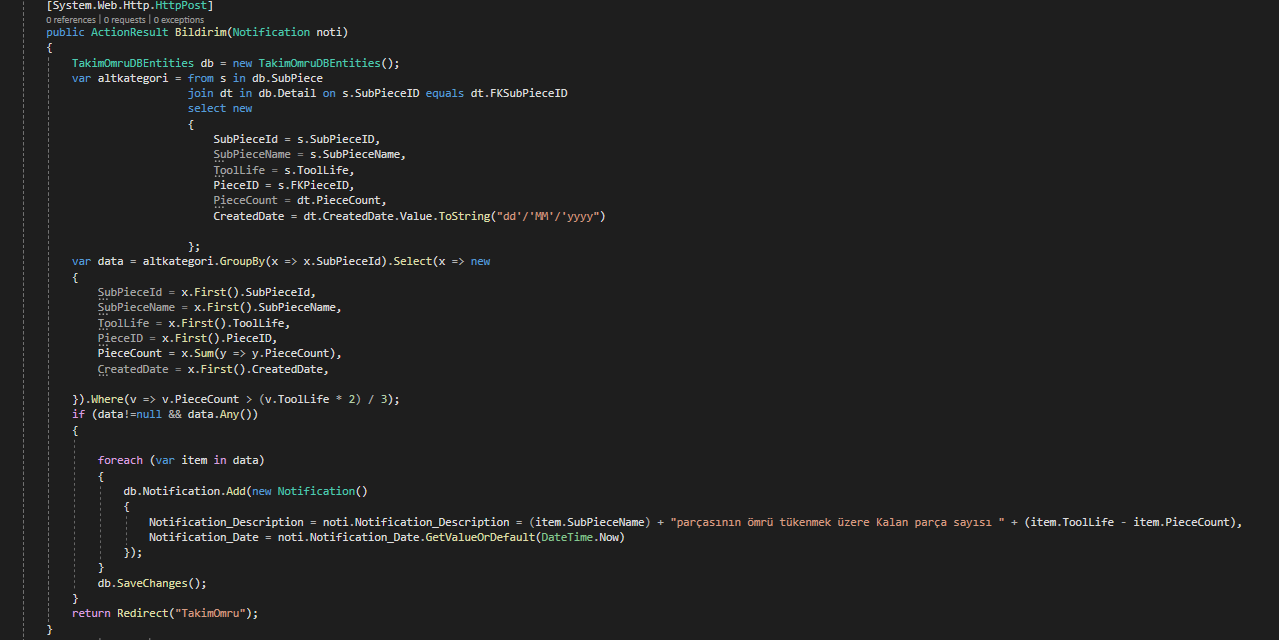 [System.Web.Http.HttpPost]
0 references | 0 requests | 0 exceptions
public ActionResult Bildirim(Notification noti)
{
TakimOmruDBEntities db = new TakimOmruDBEntities();
var altkategori = from s in db.SubPiece
join dt in db.Detail on s.SubPieceID equals dt.FKSubPieceID
select new
{
SubPieceId = s.SubPieceID,
SubPieceName = s.SubPieceName,
ToolLife = s.ToolLife,
PieceID = s.FKPieceID,
PieceCount = dt.PieceCount,
CreatedDate = dt.CreatedDate.Value.ToString("dd'/'MM'/'yyyy")
};
var data = altkategori.GroupBy(x => x.SubPieceId).Select(x => new
{
SubPieceId = x.First().SubPieceId,
SubPieceName = x.First().SubPieceName,
ToolLife = x.First().ToolLife,
PieceID = x.First().PieceID,
PieceCount = x.Sum(y => y.PieceCount),
CreatedDate = x.First().CreatedDate,
}).Where(v => v.PieceCount > (v.ToolLife * 2) / 3);
if (data!=null && data.Any())
{
foreach (var item in data)
{
db.Notification.Add(new Notification()
{
Notification_Description = noti.Notification_Description = (item.SubPieceName) + "parçasının ömrü tükenmek üzere Kalan parça sayısı " + (item.ToolLife - item.PieceCount),
Notification_Date = noti.Notification_Date.GetValueOrDefault(DateTime.Now)
});
}
db.SaveChanges();
}
return Redirect("TakimOmru");
}